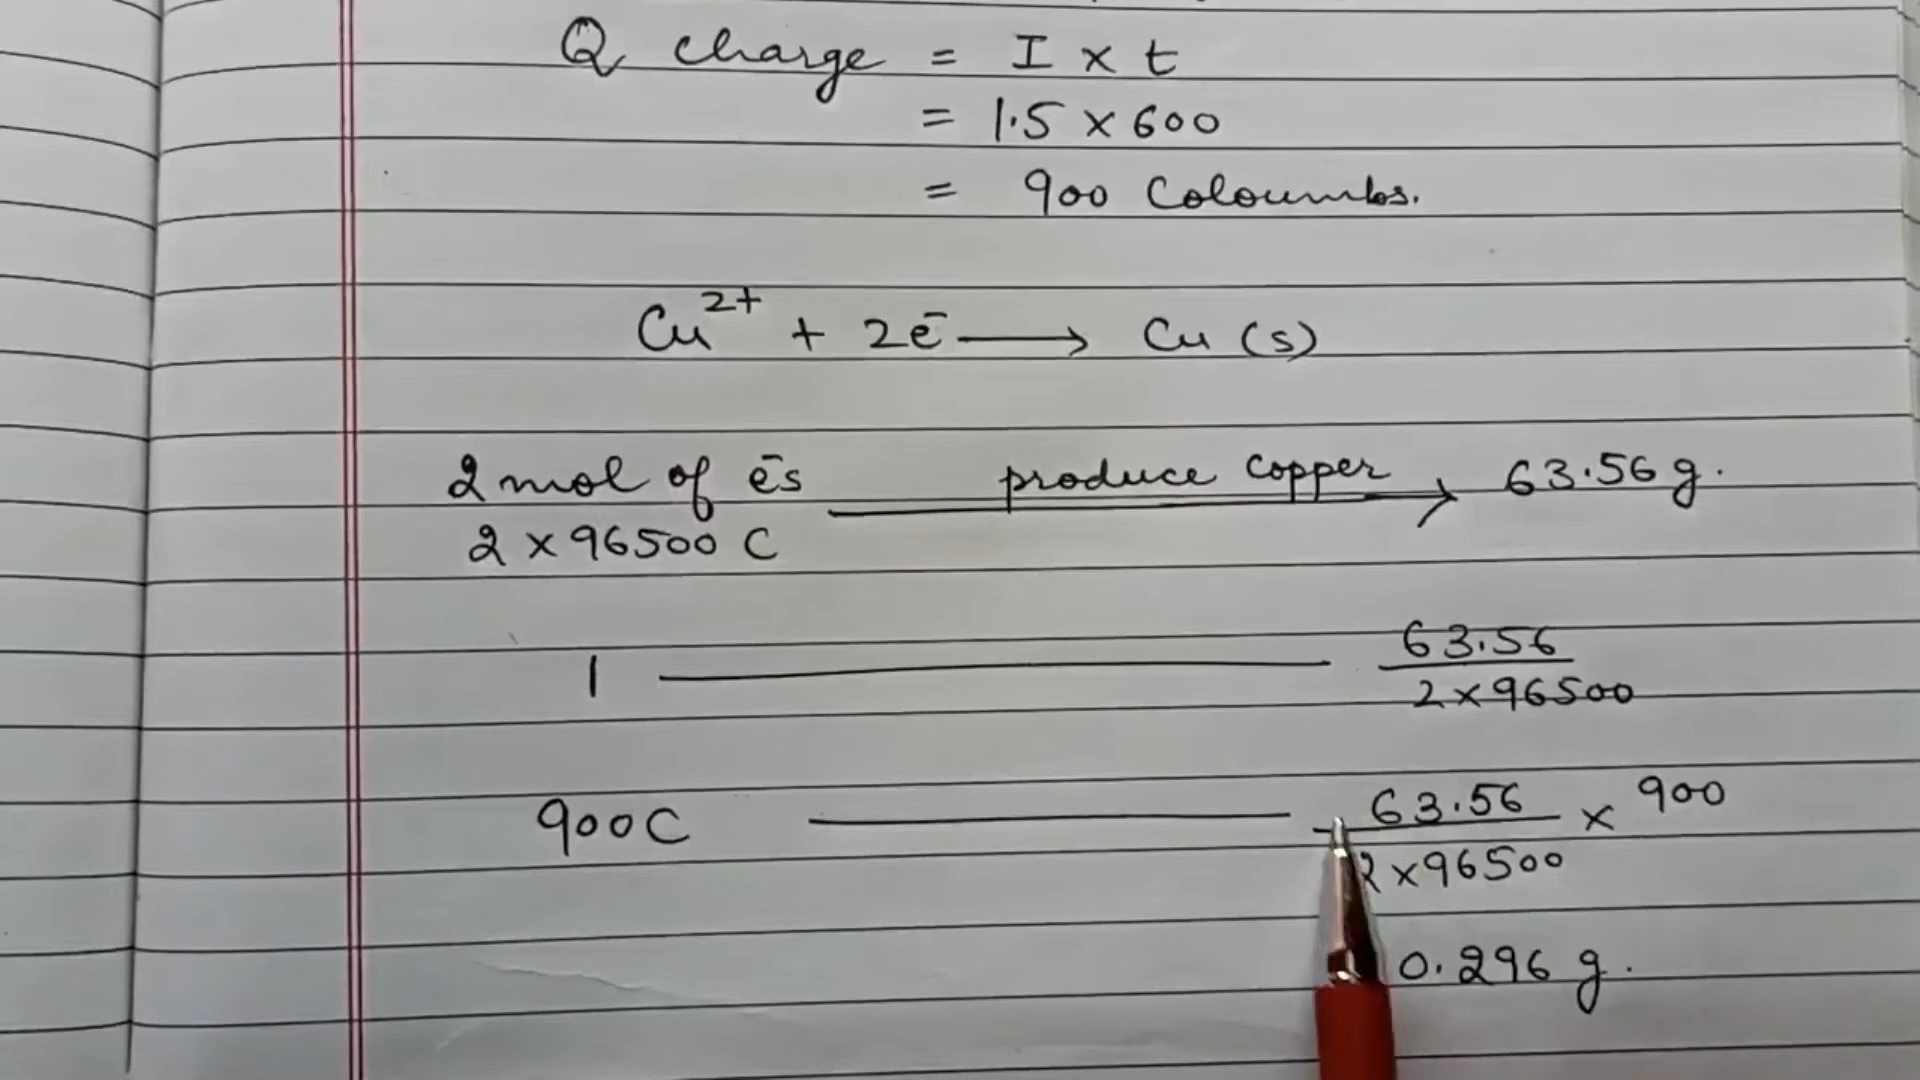 Q charge = I x t
= 1.5 x 600
= 900 Coloumbs.
Cu²⁺ + 2ē → Cu (s)
2 mol of ēs produce copper → 63.56 g.
2 x 96500 C
1 — 63.56 / 2 x 96500
900C — 63.56 / 2 x 96500 x 900
0.296 g.